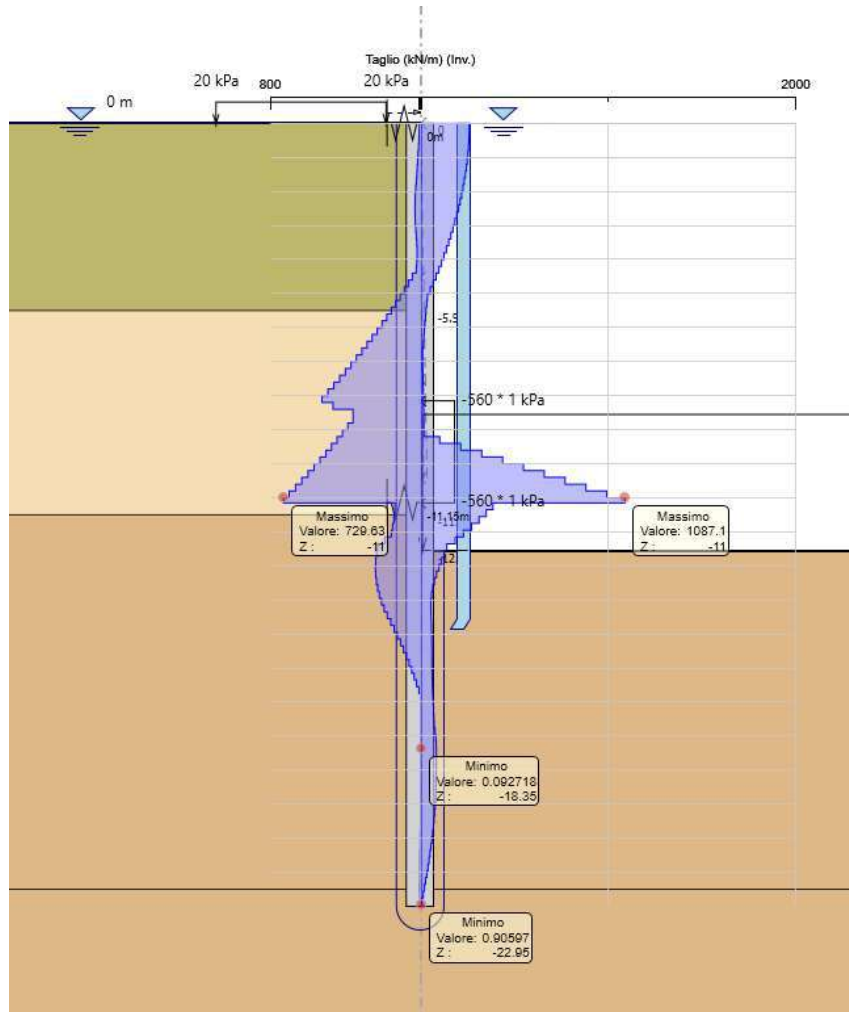 Taglio (kN/m) (Inv.)
20 kPa
20 kPa
0 m
800
2000
0m
-5.9
-560 * 1 kPa
-560 * 1 kPa
-11.15m
Massimo
Valore: 729.63
Z : -11
Massimo
Valore: 1087.1
Z : -11
Minimo
Valore: 0.092718
Z : -18.35
Minimo
Valore: 0.90597
Z : -22.95